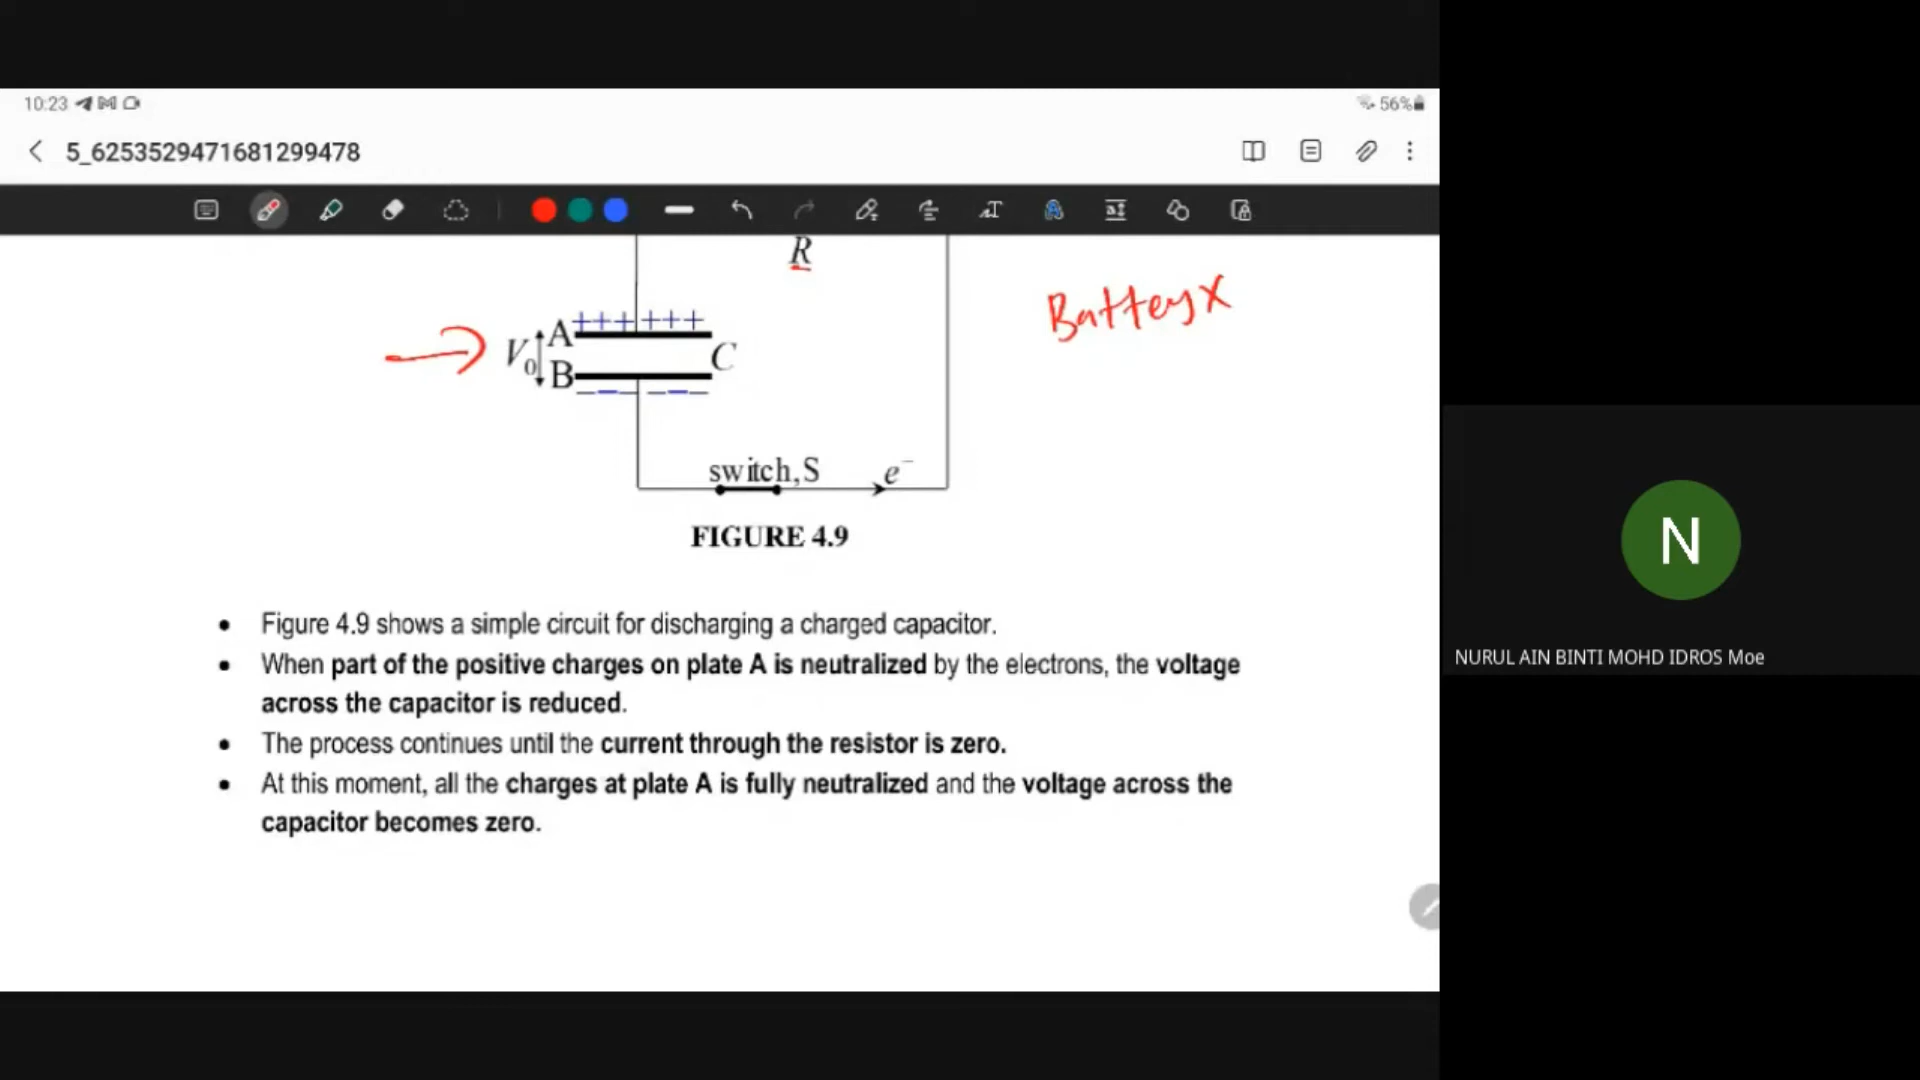 10:23
56%
5_6253529471681299478
R
Battery X
+++ +++
V0
A
B
C
switch,S
e−
FIGURE 4.9
• Figure 4.9 shows a simple circuit for discharging a charged capacitor.
• When part of the positive charges on plate A is neutralized by the electrons, the voltage
across the capacitor is reduced.
• The process continues until the current through the resistor is zero.
• At this moment, all the charges at plate A is fully neutralized and the voltage across the
capacitor becomes zero.
N
NURUL AIN BINTI MOHD IDROS Moe